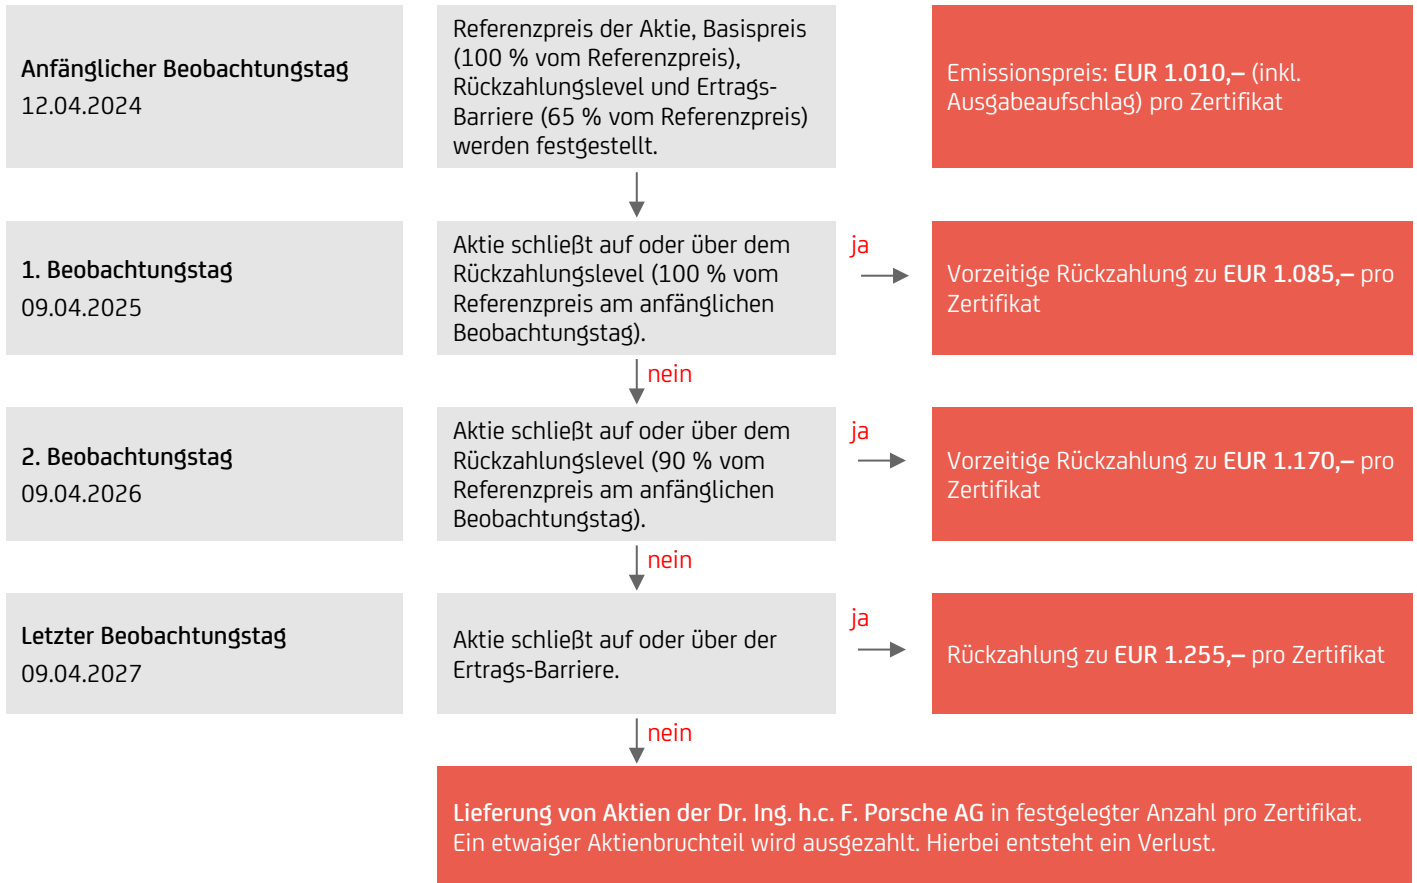 Anfänglicher Beobachtungstag
12.04.2024
Referenzpreis der Aktie, Basispreis
(100 % vom Referenzpreis),
Rückzahlungslevel und Ertrags-
Barriere (65 % vom Referenzpreis)
werden festgestellt.
Emissionspreis: EUR 1.010,– (inkl.
Ausgabeaufschlag) pro Zertifikat
1. Beobachtungstag
09.04.2025
Aktie schließt auf oder über dem
Rückzahlungslevel (100 % vom
Referenzpreis am anfänglichen
Beobachtungstag).
ja
Vorzeitige Rückzahlung zu EUR 1.085,– pro
Zertifikat
nein
2. Beobachtungstag
09.04.2026
Aktie schließt auf oder über dem
Rückzahlungslevel (90 % vom
Referenzpreis am anfänglichen
Beobachtungstag).
ja
Vorzeitige Rückzahlung zu EUR 1.170,– pro
Zertifikat
nein
Letzter Beobachtungstag
09.04.2027
Aktie schließt auf oder über der
Ertrags-Barriere.
ja
Rückzahlung zu EUR 1.255,– pro Zertifikat
nein
Lieferung von Aktien der Dr. Ing. h.c. F. Porsche AG in festgelegter Anzahl pro Zertifikat.
Ein etwaiger Aktienbruchteil wird ausgezahlt. Hierbei entsteht ein Verlust.